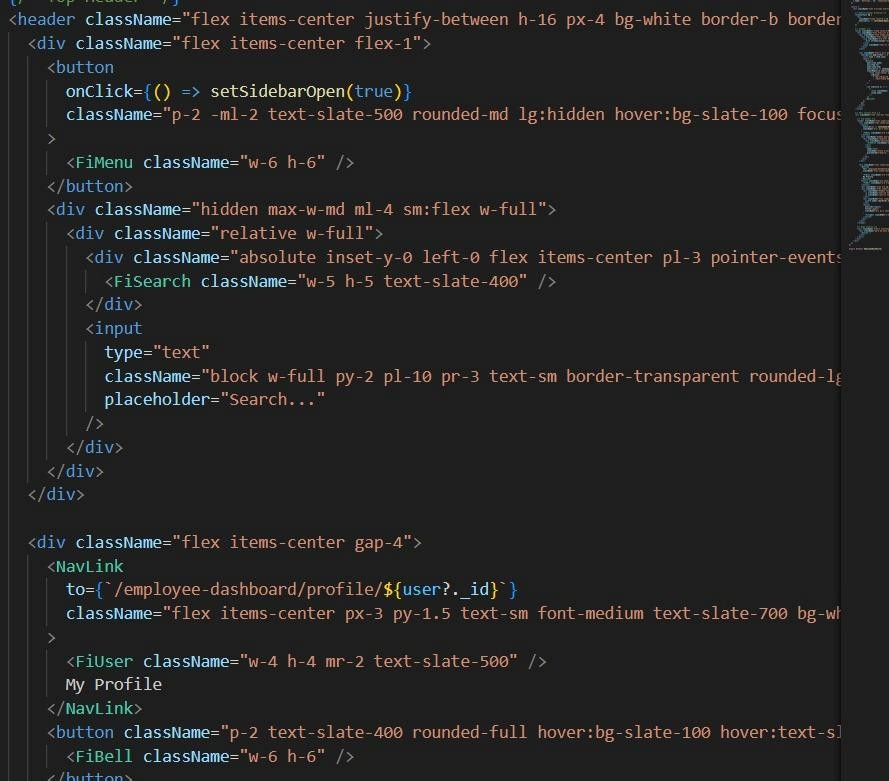 <header className="flex items-center justify-between h-16 px-4 bg-white border-b border
<div className="flex items-center flex-1">
<button
onClick={() => setSidebarOpen(true)}
className="p-2 -ml-2 text-slate-500 rounded-md lg:hidden hover:bg-slate-100 focus
>
<FiMenu className="w-6 h-6" />
</button>
<div className="hidden max-w-md ml-4 sm:flex w-full">
<div className="relative w-full">
<div className="absolute inset-y-0 left-0 flex items-center pl-3 pointer-events
<FiSearch className="w-5 h-5 text-slate-400" />
</div>
<input
type="text"
className="block w-full py-2 pl-10 pr-3 text-sm border-transparent rounded-lg
placeholder="Search..."
/>
</div>
</div>
</div>
<div className="flex items-center gap-4">
<NavLink
to={`/employee-dashboard/profile/${user?._id}`}
className="flex items-center px-3 py-1.5 text-sm font-medium text-slate-700 bg-wh
>
<FiUser className="w-4 h-4 mr-2 text-slate-500" />
My Profile
</NavLink>
<button className="p-2 text-slate-400 rounded-full hover:bg-slate-100 hover:text-sl
<FiBell className="w-6 h-6" />
</button>